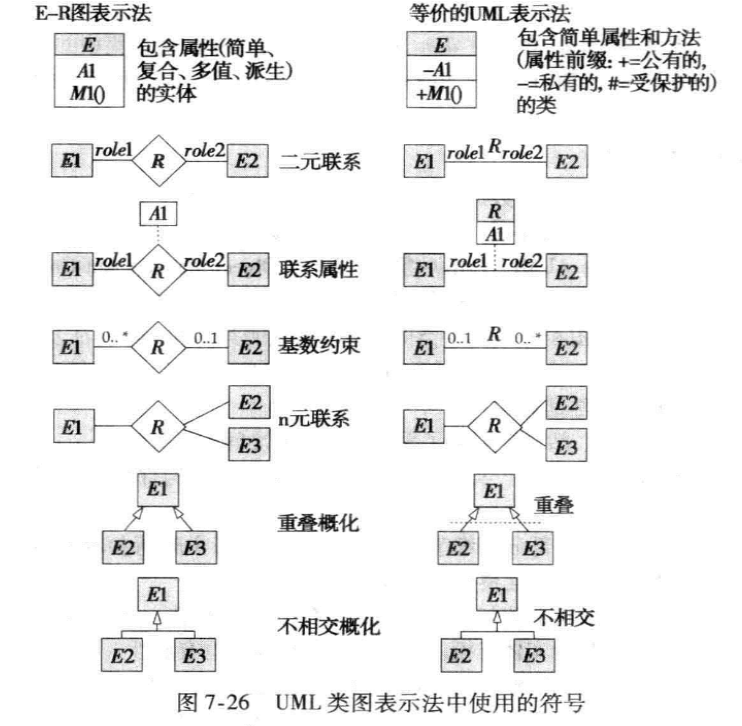 E-R图表示法
等价的UML表示法
E
A1
M1()
包含属性(简单、
复合、多值、派生)
的实体
E
-A1
+M1()
包含简单属性和方法
(属性前缀: +=公有的,
-=私有的, #=受保护的)
的类
E1 role1 R role2 E2
二元联系
E1 role1 R role2 E2
A1
E1 role1 R role2 E2
联系属性
R
A1
E1 role1 role2 E2
E1 0..* R 0..1 E2
基数约束
E1 0..1 R 0..* E2
E1 R E2
E3
n元联系
E1 R E2
E3
E1
E2 E3
重叠概化
E1
重叠
E2 E3
E1
E2 E3
不相交概化
E1
不相交
E2 E3
图 7-26 UML 类图表示法中使用的符号